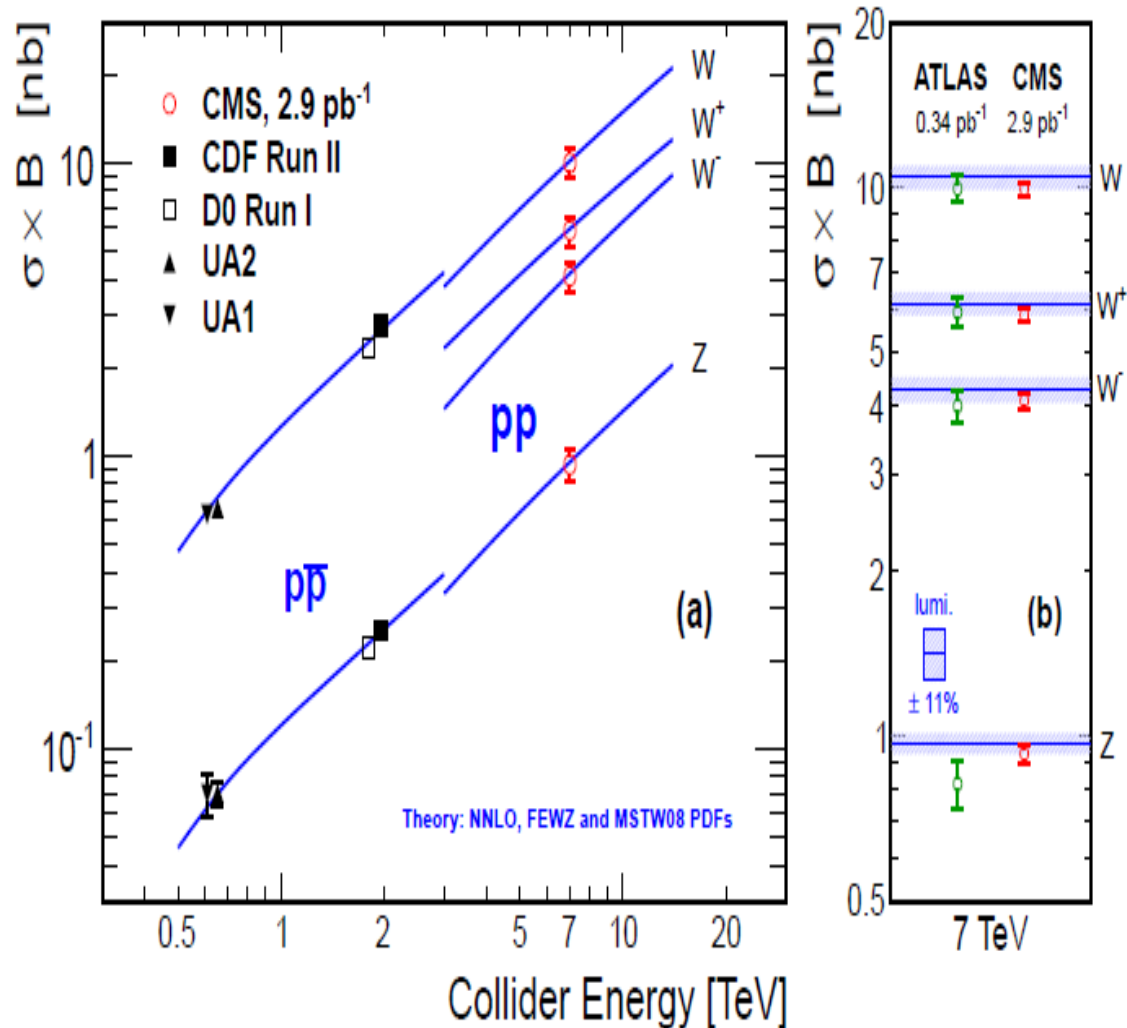 σ × B [nb]
10
1
10⁻¹
CMS, 2.9 pb⁻¹
CDF Run II
D0 Run I
UA2
UA1
W
W⁺
W⁻
Z
pp
pp̅
(a)
Theory: NNLO, FEWZ and MSTW08 PDFs
0.5 1 2 5 7 10 20
Collider Energy [TeV]
σ × B [nb]
20
10
7
5
4
3
2
1
0.5
ATLAS CMS
0.34 pb⁻¹ 2.9 pb⁻¹
W
W⁺
W⁻
lumi.
(b)
± 11%
Z
7 TeV